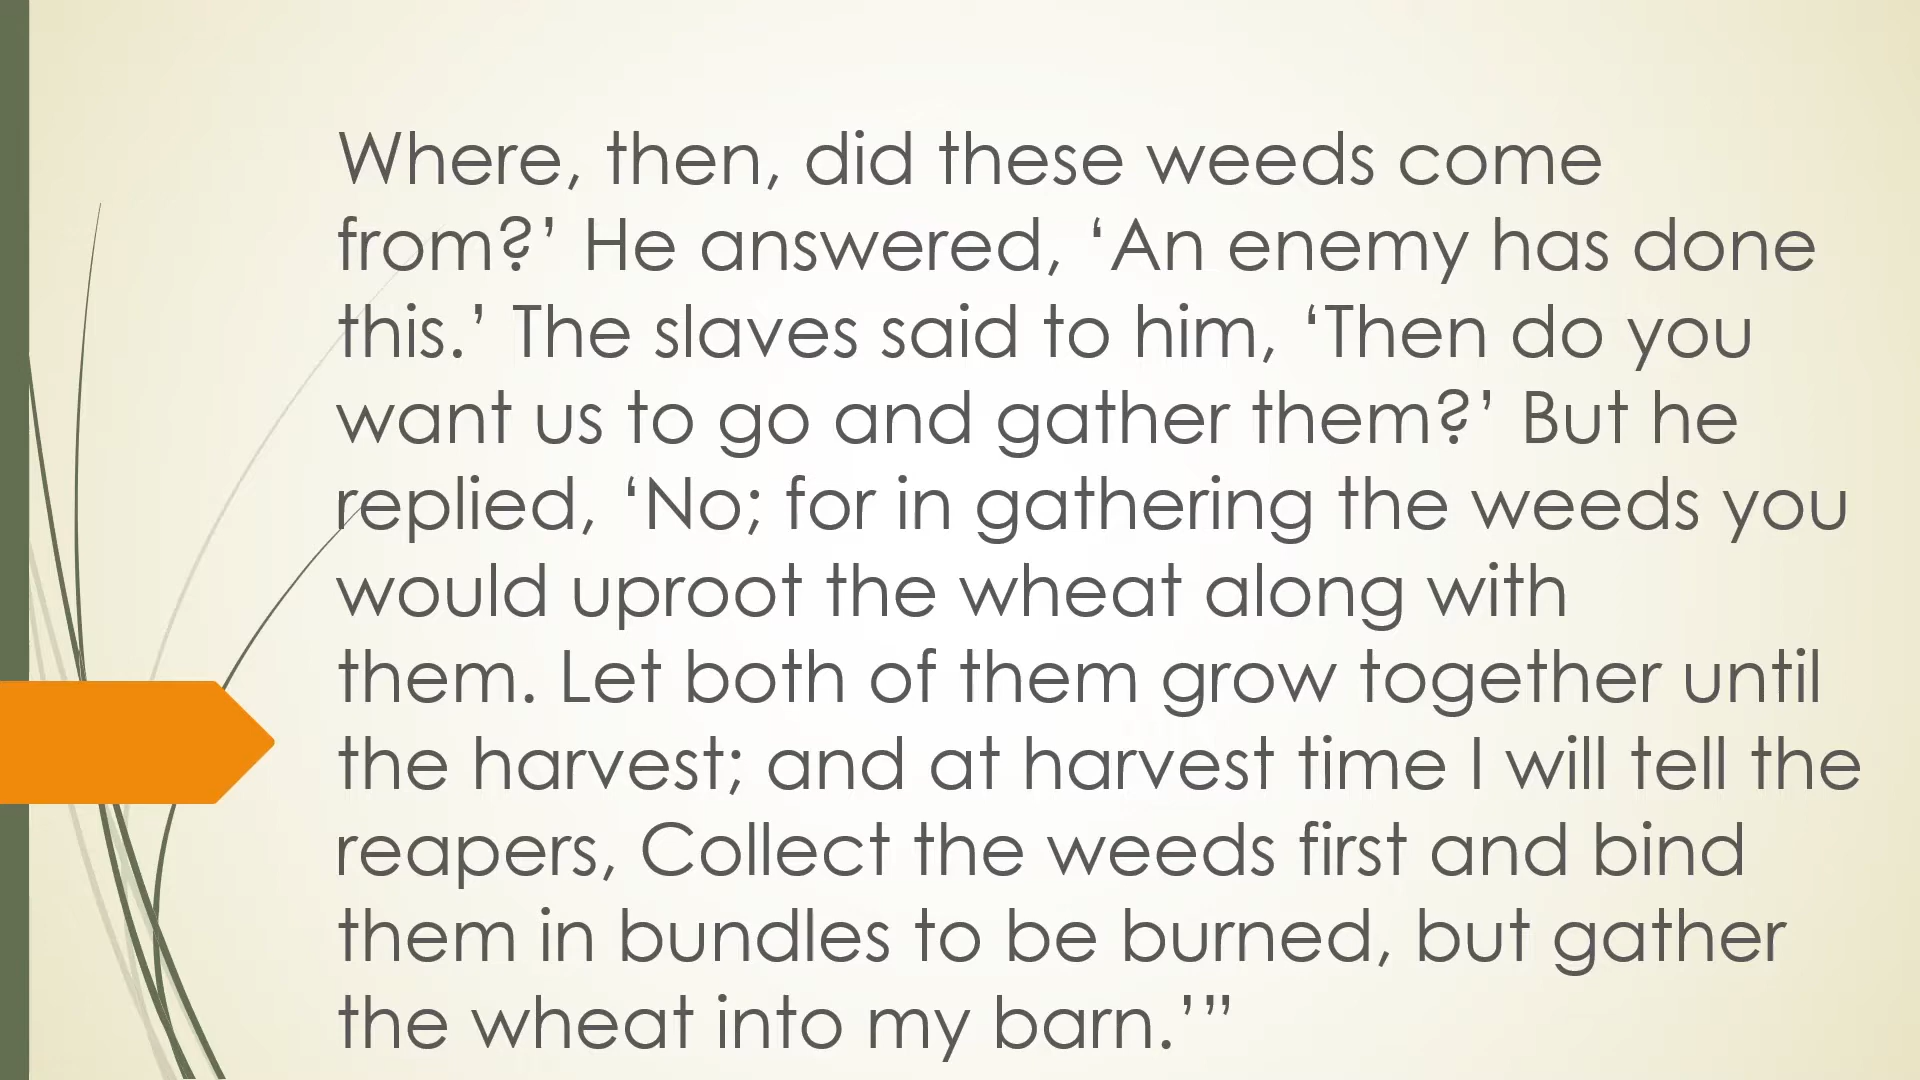 Where, then, did these weeds come
from?’ He answered, ‘An enemy has done
this.’ The slaves said to him, ‘Then do you
want us to go and gather them?’ But he
replied, ‘No; for in gathering the weeds you
would uproot the wheat along with
them. Let both of them grow together until
the harvest; and at harvest time I will tell the
reapers, Collect the weeds first and bind
them in bundles to be burned, but gather
the wheat into my barn.’”